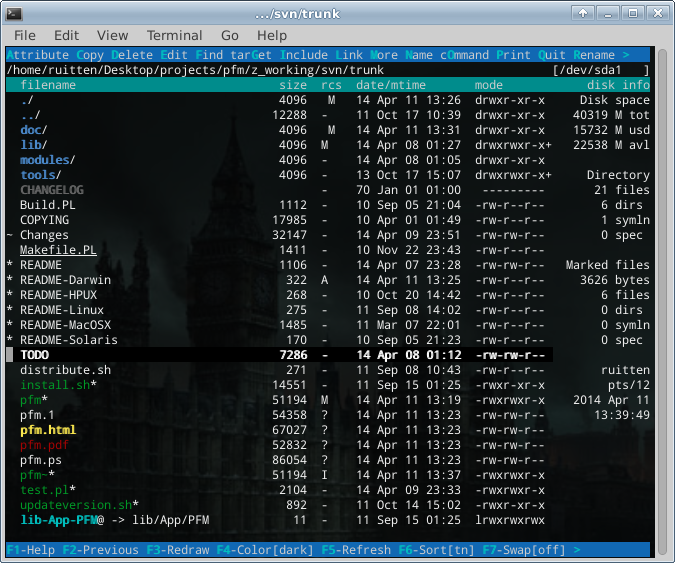 .../svn/trunk
File Edit View Terminal Go Help
Attribute Copy Delete Edit Find tarGet Include Link More Name cOmmand Print Quit Rename >
/home/ruitten/Desktop/projects/pfm/z_working/svn/trunk [/dev/sda1 ]
filename size rcs date/mtime mode disk info
./ 4096 M 14 Apr 11 13:26 drwxr-xr-x Disk space
../ 12288 - 11 Oct 17 10:39 drwxr-xr-x 40319 M tot
doc/ 4096 M 14 Apr 11 13:31 drwxr-xr-x 15732 M usd
lib/ 4096 M 14 Apr 08 01:27 drwxrwxr-x+ 22538 M avl
modules/ 4096 - 14 Apr 08 01:05 drwxr-xr-x
tools/ 4096 - 13 Oct 17 15:07 drwxrwxr-x+ Directory
CHANGELOG - 70 Jan 01 01:00 --------- 21 files
Build.PL 1112 - 10 Sep 05 21:04 -rw-r--r-- 6 dirs
COPYING 17985 - 10 Apr 01 01:49 -rw-r--r-- 1 symln
~ Changes 32147 - 14 Apr 09 23:51 -rw-rw-r-- 0 spec
Makefile.PL 1411 - 10 Nov 22 23:43 -rw-r--r--
* README 1106 - 14 Apr 07 23:28 -rw-rw-r-- Marked files
* README-Darwin 322 A 14 Apr 11 13:25 -rw-rw-r-- 3626 bytes
* README-HPUX 268 - 10 Oct 20 14:42 -rw-r--r-- 6 files
* README-Linux 275 - 11 Sep 08 14:02 -rw-rw-r-- 0 dirs
* README-MacOSX 1485 - 11 Mar 07 22:01 -rw-rw-r-- 0 symln
* README-Solaris 170 - 10 Sep 05 21:23 -rw-r--r-- 0 spec
TODO 7286 - 14 Apr 08 01:12 -rw-rw-r--
distribute.sh 271 - 11 Sep 08 10:43 -rw-r--r-- ruitten
install.sh* 14551 - 11 Sep 15 01:25 -rwxr-xr-x pts/12
pfm* 51194 M 14 Apr 11 13:19 -rwxrwxr-x 2014 Apr 11
pfm.1 54358 ? 14 Apr 11 13:23 -rw-rw-r-- 13:39:49
pfm.html 67027 ? 14 Apr 11 13:23 -rw-rw-r--
pfm.pdf 52832 ? 14 Apr 11 13:23 -rw-rw-r--
pfm.ps 86054 ? 14 Apr 11 13:23 -rw-rw-r--
pfm~* 51194 I 14 Apr 11 13:37 -rwxrwxr-x
test.pl* 2104 - 14 Apr 09 23:33 -rwxrwxr-x
updateversion.sh* 892 - 11 Oct 14 15:02 -rwxr-xr-x
lib-App-PFM@ -> lib/App/PFM 11 - 11 Sep 15 01:25 lrwxrwxrwx
F1-Help F2-Previous F3-Redraw F4-Color[dark] F5-Refresh F6-Sort[tn] F7-Swap[off] >